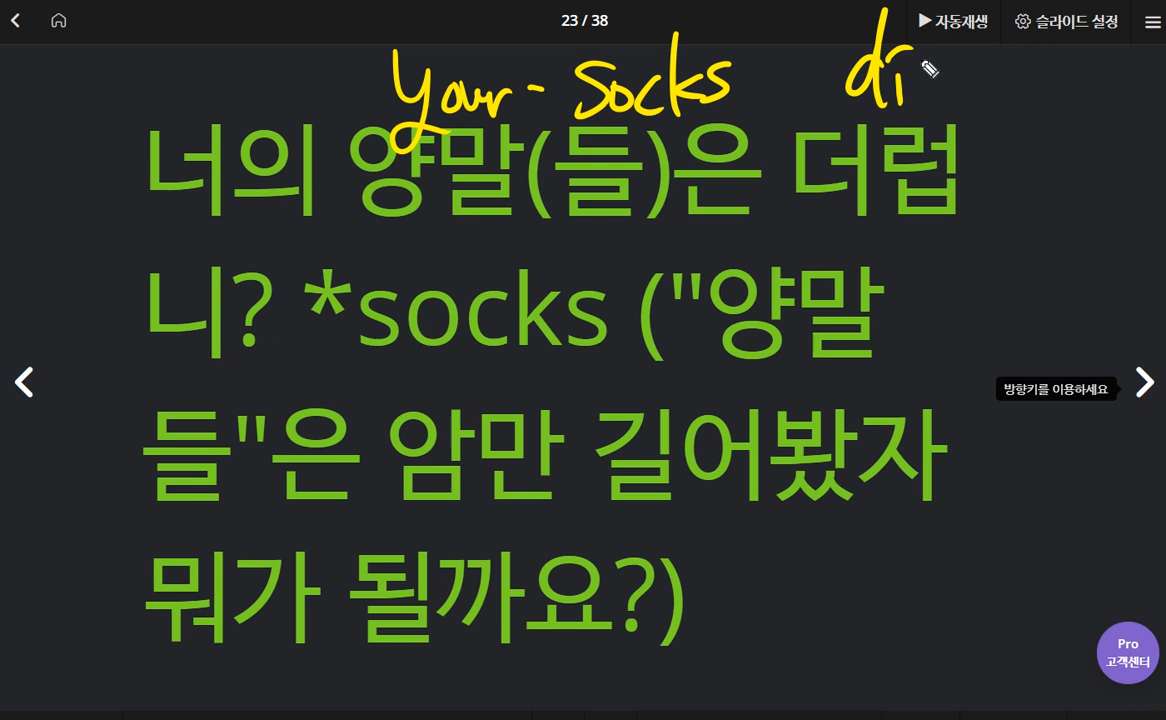 23 / 38
▶ 자동재생
슬라이드 설정
Your - Socks di
너의 양말(들)은 더럽
니? *socks ("양말
들"은 암만 길어봤자
뭐가 될까요?)
방향키를 이용하세요
Pro
고객센터